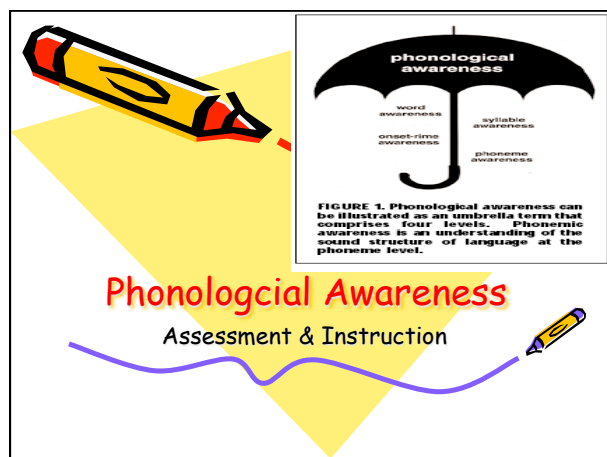 phonological
awareness
word
awareness
syllable
awareness
onset-rime
awareness
phoneme
awareness
FIGURE 1. Phonological awareness can
be illustrated as an umbrella term that
comprises four levels. Phonemic
awareness is an understanding of the
sound structure of language at the
phoneme level.
Phonologcial Awareness
Assessment & Instruction